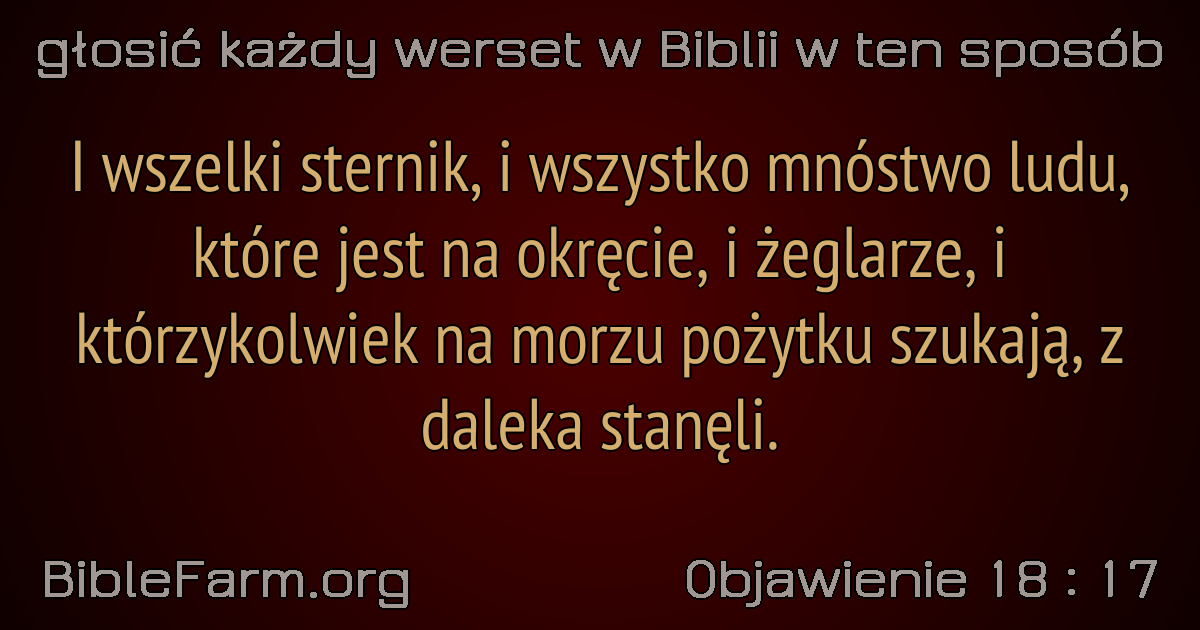 głosić każdy werset w Biblii w ten sposób
I wszelki sternik, i wszystko mnóstwo ludu,
które jest na okręcie, i żeglarze, i
którzykolwiek na morzu pożytku szukają, z
daleka stanęli.
BibleFarm.org
Objawienie 18 : 17